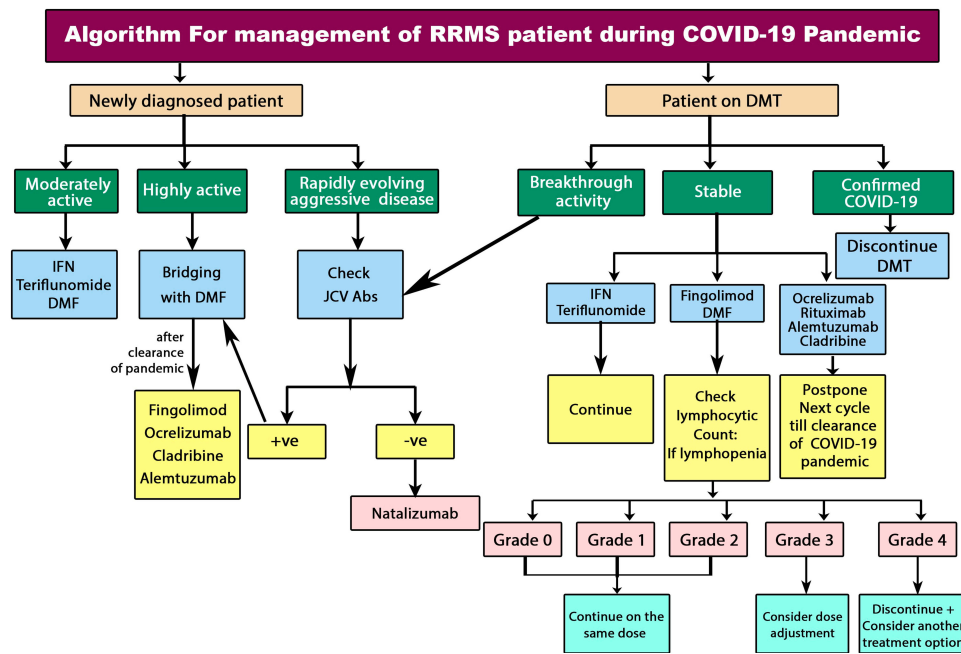 Algorithm For management of RRMS patient during COVID-19 Pandemic
Newly diagnosed patient
Patient on DMT
Moderately
active
Highly active
Rapidly evolving
aggressive disease
Breakthrough
activity
Stable
Confirmed
COVID-19
IFN
Teriflunomide
DMF
Bridging
with DMF
Check
JCV Abs
Discontinue
DMT
IFN
Teriflunomide
Fingolimod
DMF
Ocrelizumab
Rituximab
Alemtuzumab
Cladribine
after
clearance
of pandemic
Fingolimod
Ocrelizumab
Cladribine
Alemtuzumab
+ve
-ve
Natalizumab
Continue
Check
lymphocytic
Count:
If lymphopenia
Postpone
Next cycle
till clearance
of COVID-19
pandemic
Grade 0
Grade 1
Grade 2
Grade 3
Grade 4
Continue on the
same dose
Consider dose
adjustment
Discontinue +
Consider another
treatment option